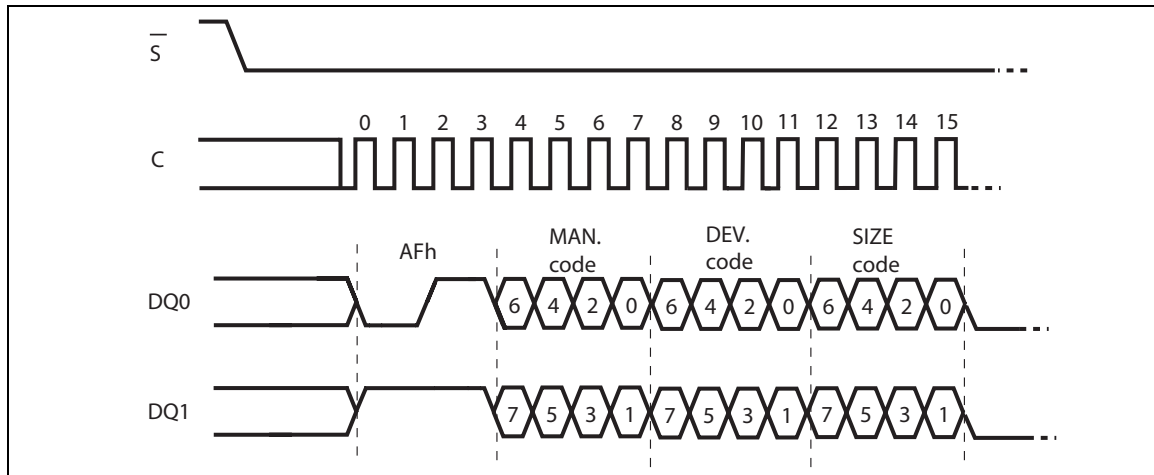 S
0 1 2 3 4 5 6 7 8 9 10 11 12 13 14 15
C
AFh MAN. code DEV. code SIZE code
DQ0 6 4 2 0 6 4 2 0 6 4 2 0
DQ1 7 5 3 1 7 5 3 1 7 5 3 1